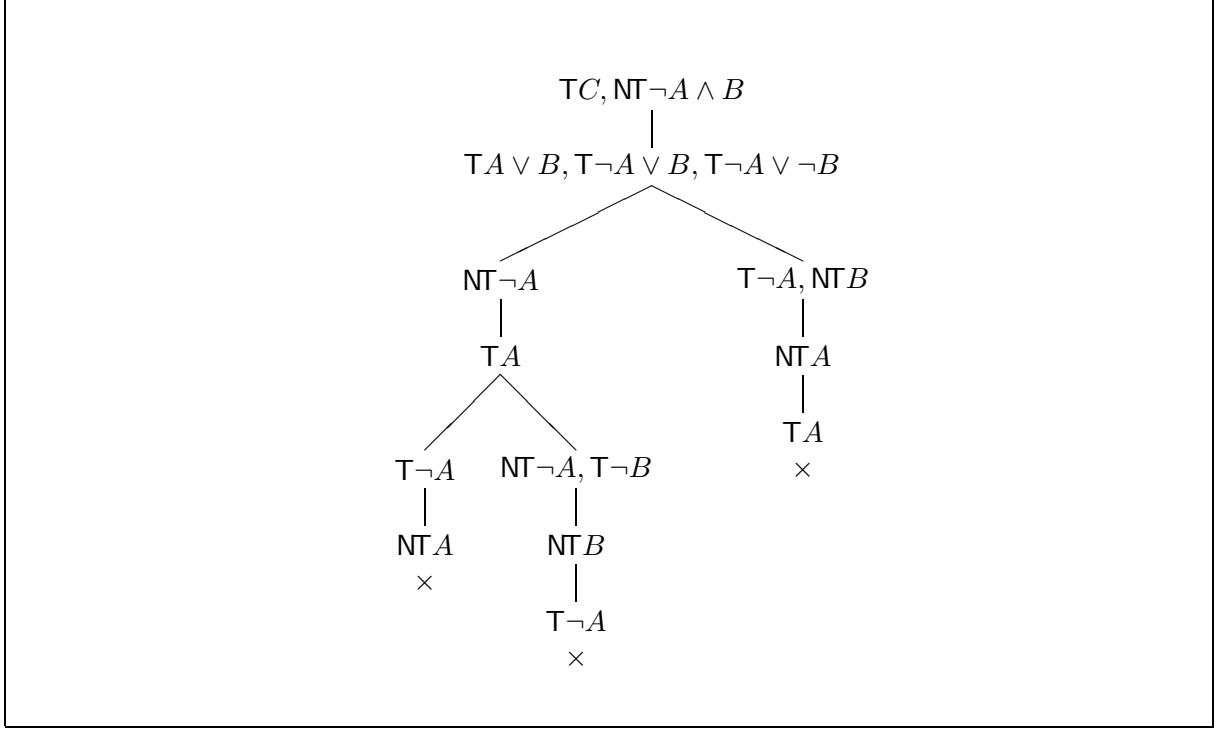 TC, NT¬A ∧ B
TA ∨ B, T¬A ∨ B, T¬A ∨ ¬B
NT¬A T¬A, NTB
TA NTA
TA
T¬A NT¬A, T¬B ×
NTA NTB
×
T¬A
×